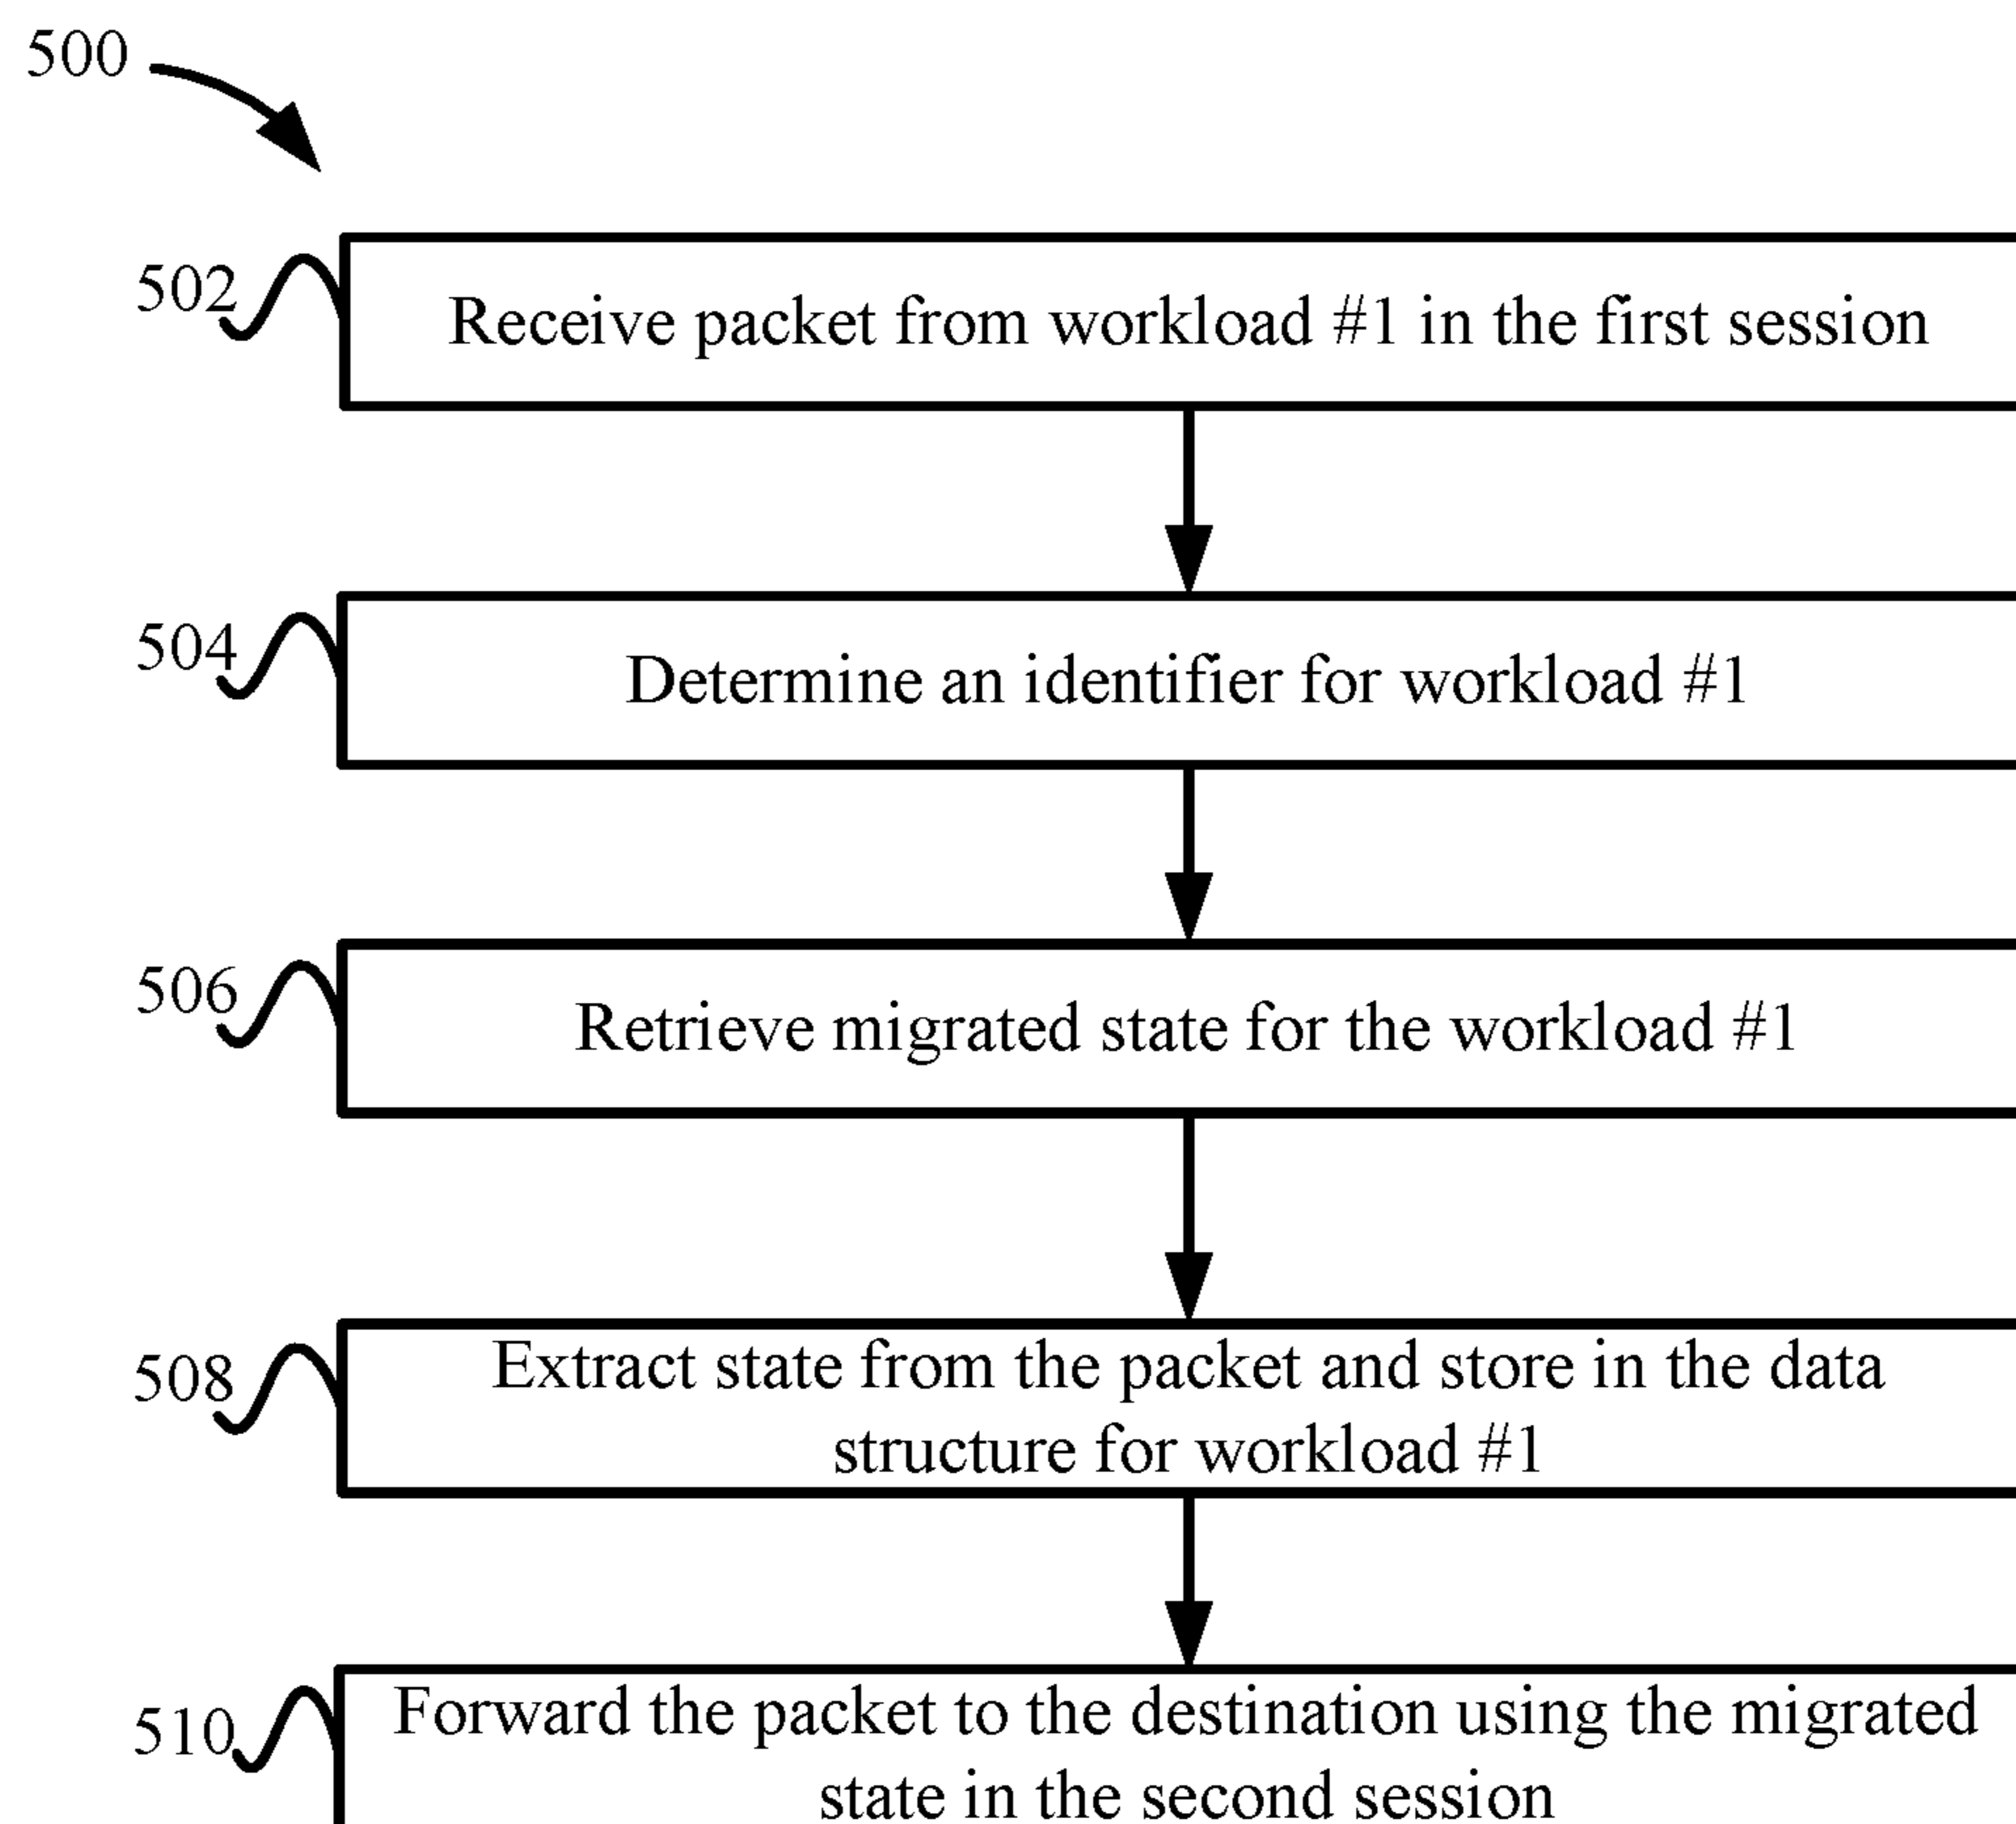 500
502
Receive packet from workload #1 in the first session
504
Determine an identifier for workload #1
506
Retrieve migrated state for the workload #1
508
Extract state from the packet and store in the data
structure for workload #1
510
Forward the packet to the destination using the migrated
state in the second session